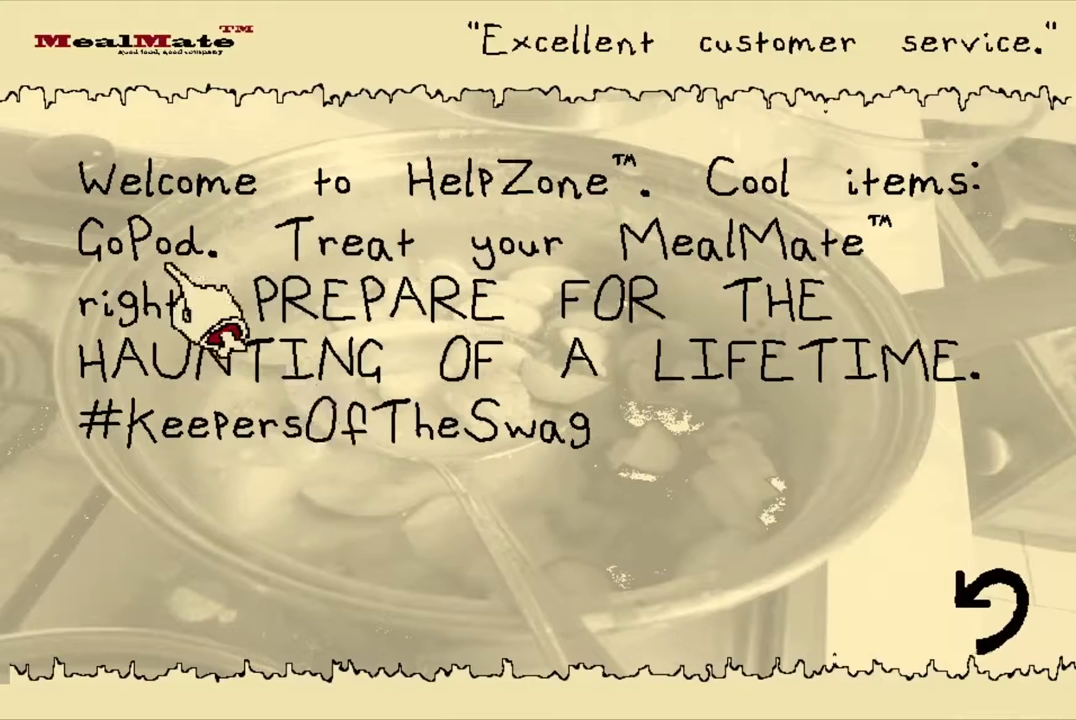 MealMate™
good food, good company
"Excellent customer service."
Welcome to HelpZone™. Cool items:
GoPod. Treat your MealMate™
right. PREPARE FOR THE
HAUNTING OF A LIFETIME.
#KeepersOfTheSwag